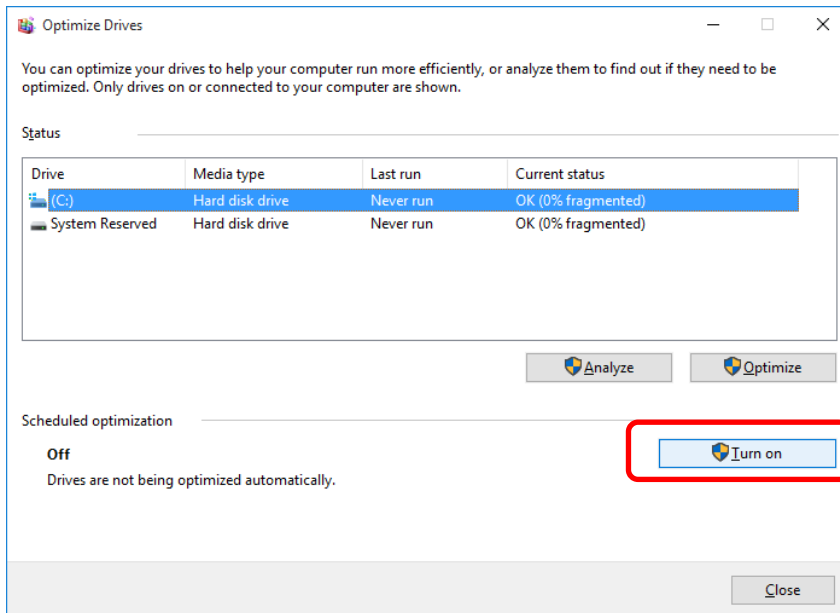 Optimize Drives
You can optimize your drives to help your computer run more efficiently, or analyze them to find out if they need to be
optimized. Only drives on or connected to your computer are shown.
Status
Drive Media type Last run Current status
(C:) Hard disk drive Never run OK (0% fragmented)
System Reserved Hard disk drive Never run OK (0% fragmented)
Analyze Optimize
Scheduled optimization
Off
Turn on
Drives are not being optimized automatically.
Close